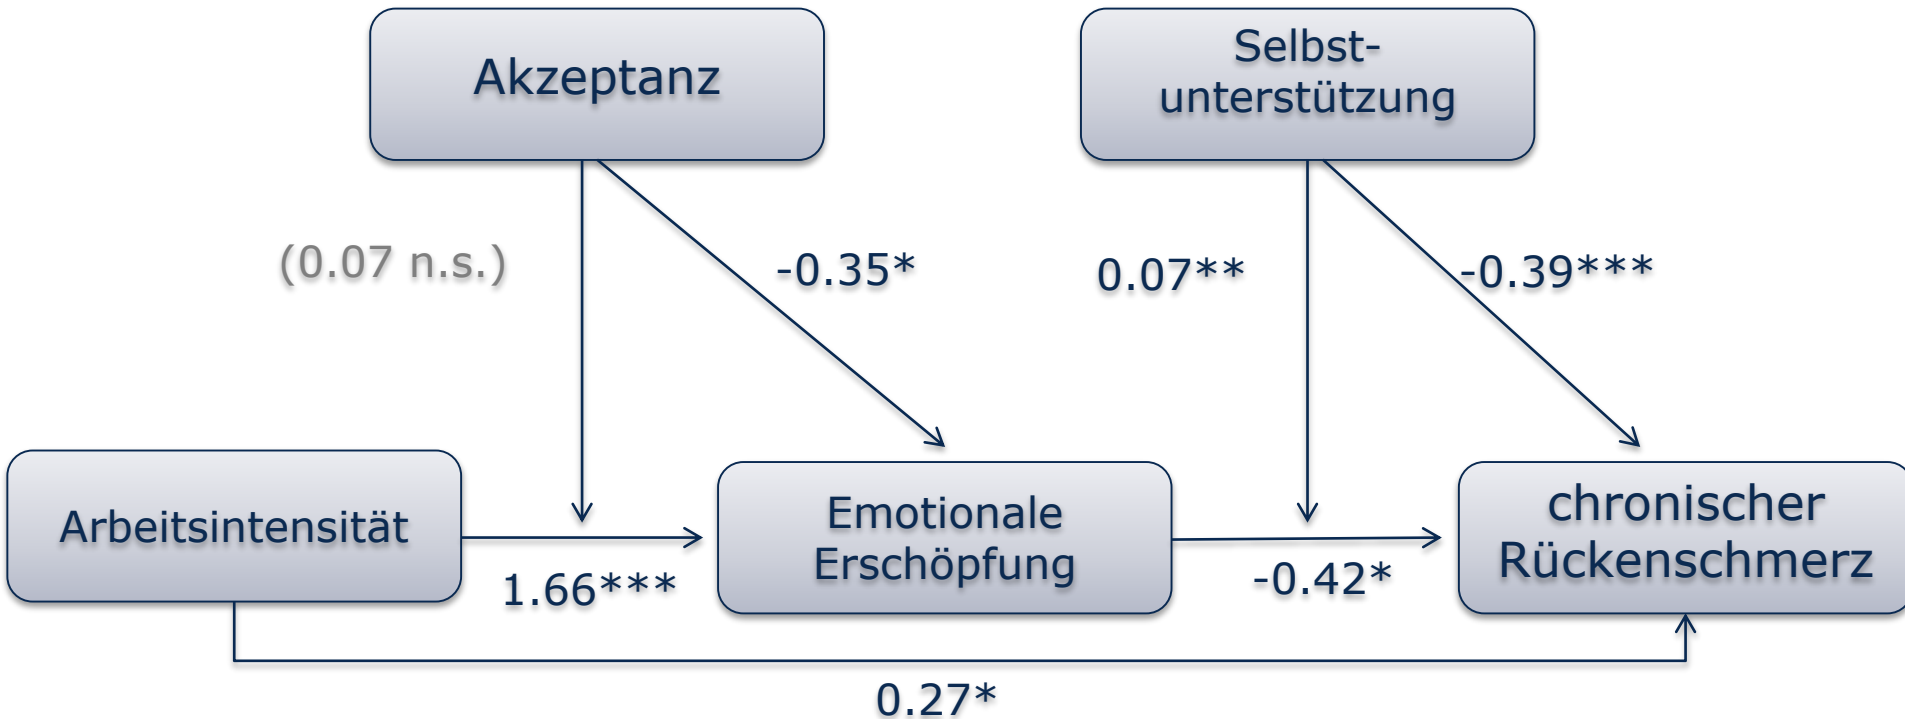 Akzeptanz
Selbst-
unterstützung
(0.07 n.s.)
-0.35*
0.07**
-0.39***
Arbeitsintensität
Emotionale
Erschöpfung
chronischer
Rückenschmerz
1.66***
-0.42*
0.27*